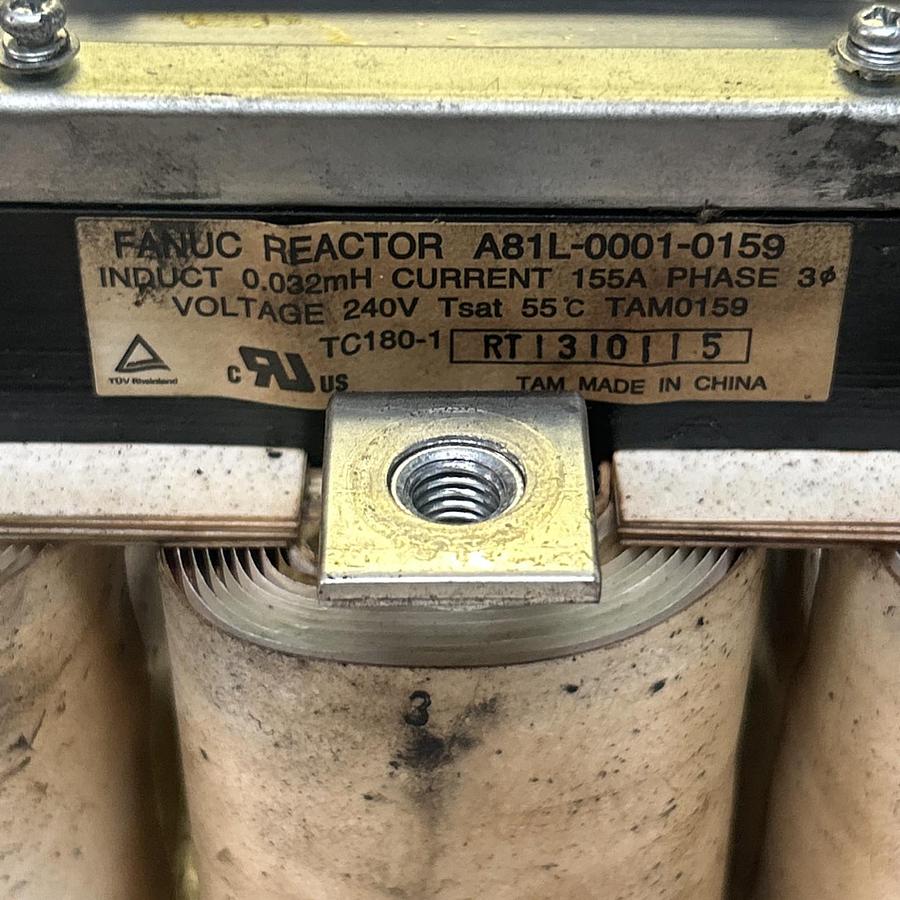 FANUC REACTOR A81L-0001-0159
INDUCT 0.032mH CURRENT 155A PHASE 3ϕ
VOLTAGE 240V Tsat 55℃ TAM0159
TC180-1 RT1310115
TÜV Rheinland
c RU US
TAM MADE IN CHINA
3